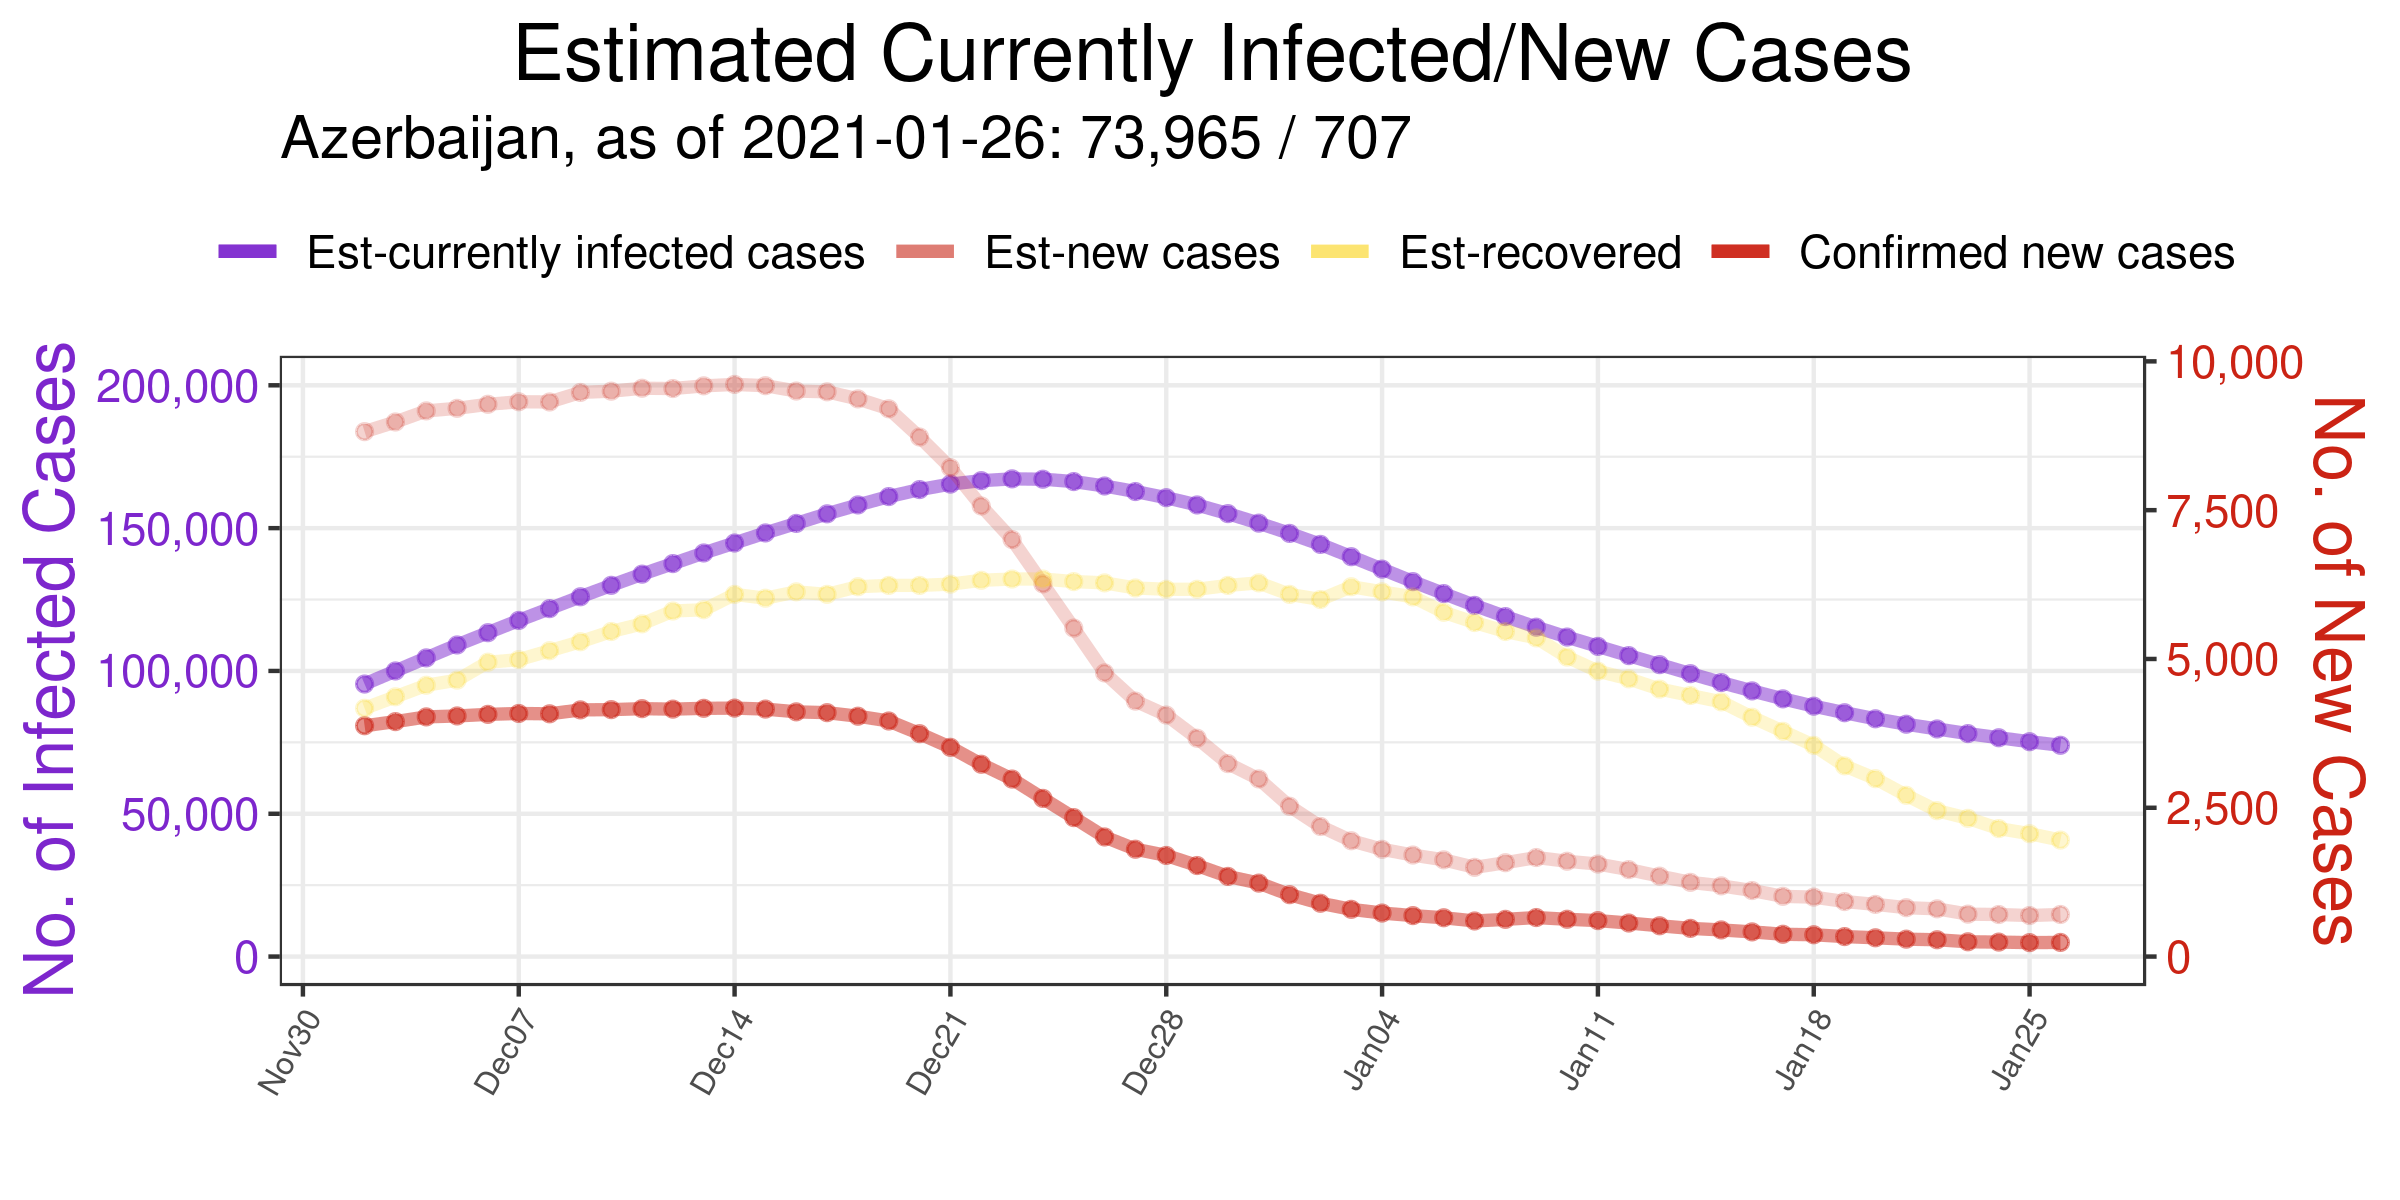 Estimated Currently Infected/New Cases
Azerbaijan, as of 2021-01-26: 73,965 / 707
Est-currently infected cases Est-new cases Est-recovered Confirmed new cases
No. of Infected Cases
200,000
150,000
100,000
50,000
0
10,000
7,500
5,000
2,500
0
No. of New Cases
Nov30 Dec07 Dec14 Dec21 Dec28 Jan04 Jan11 Jan18 Jan25